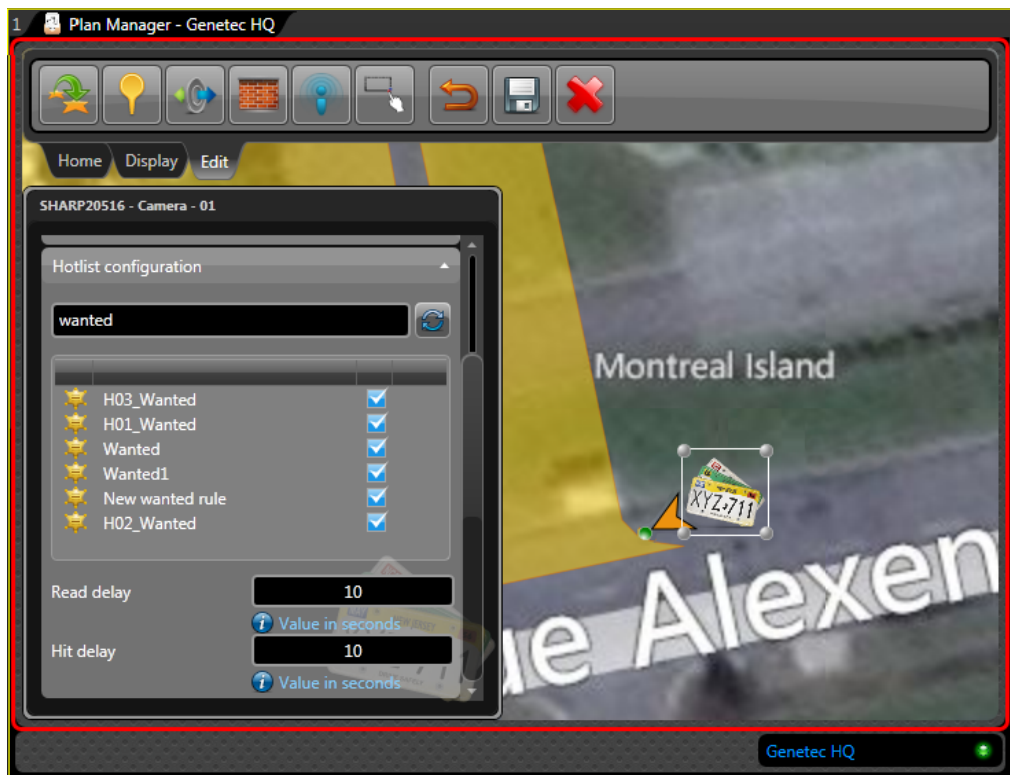 1 Plan Manager - Genetec HQ
Home Display Edit
SHARP20516 - Camera - 01
Hotlist configuration
wanted
H03_Wanted
H01_Wanted
Wanted
Wanted1
New wanted rule
H02_Wanted
Read delay 10
Value in seconds
Hit delay 10
Value in seconds
Montreal Island
XYZ 711
ue Alexen
Genetec HQ